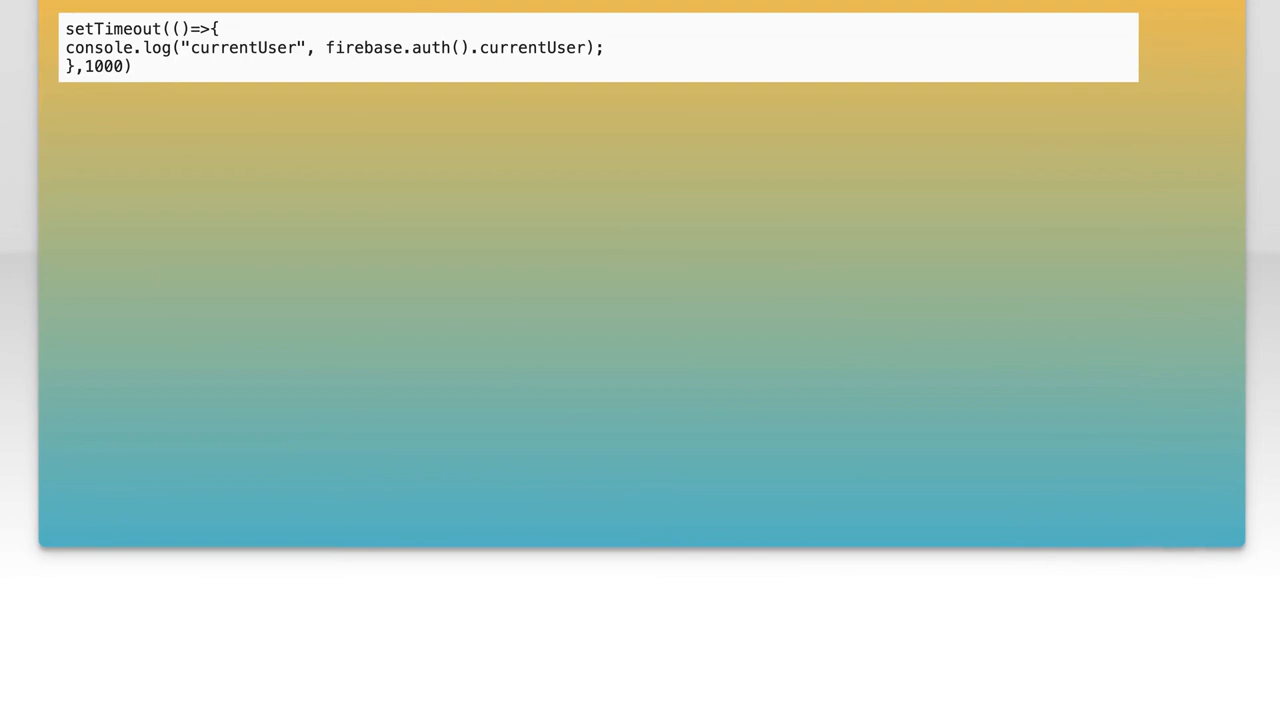 setTimeout(()=>{
console.log("currentUser", firebase.auth().currentUser);
},1000)